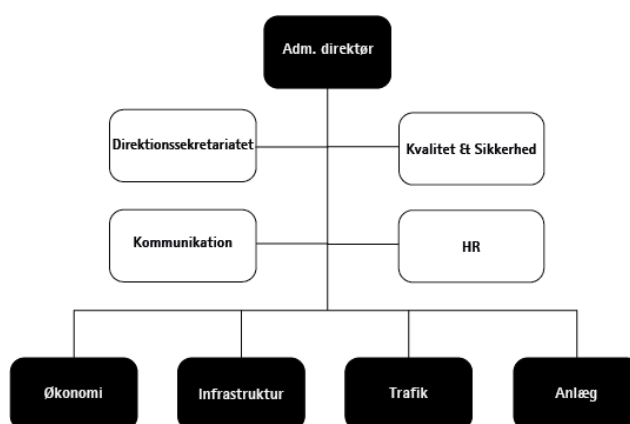 Adm. direktør
Direktionssekretariatet
Kvalitet & Sikkerhed
Kommunikation
HR
Økonomi
Infrastruktur
Trafik
Anlæg